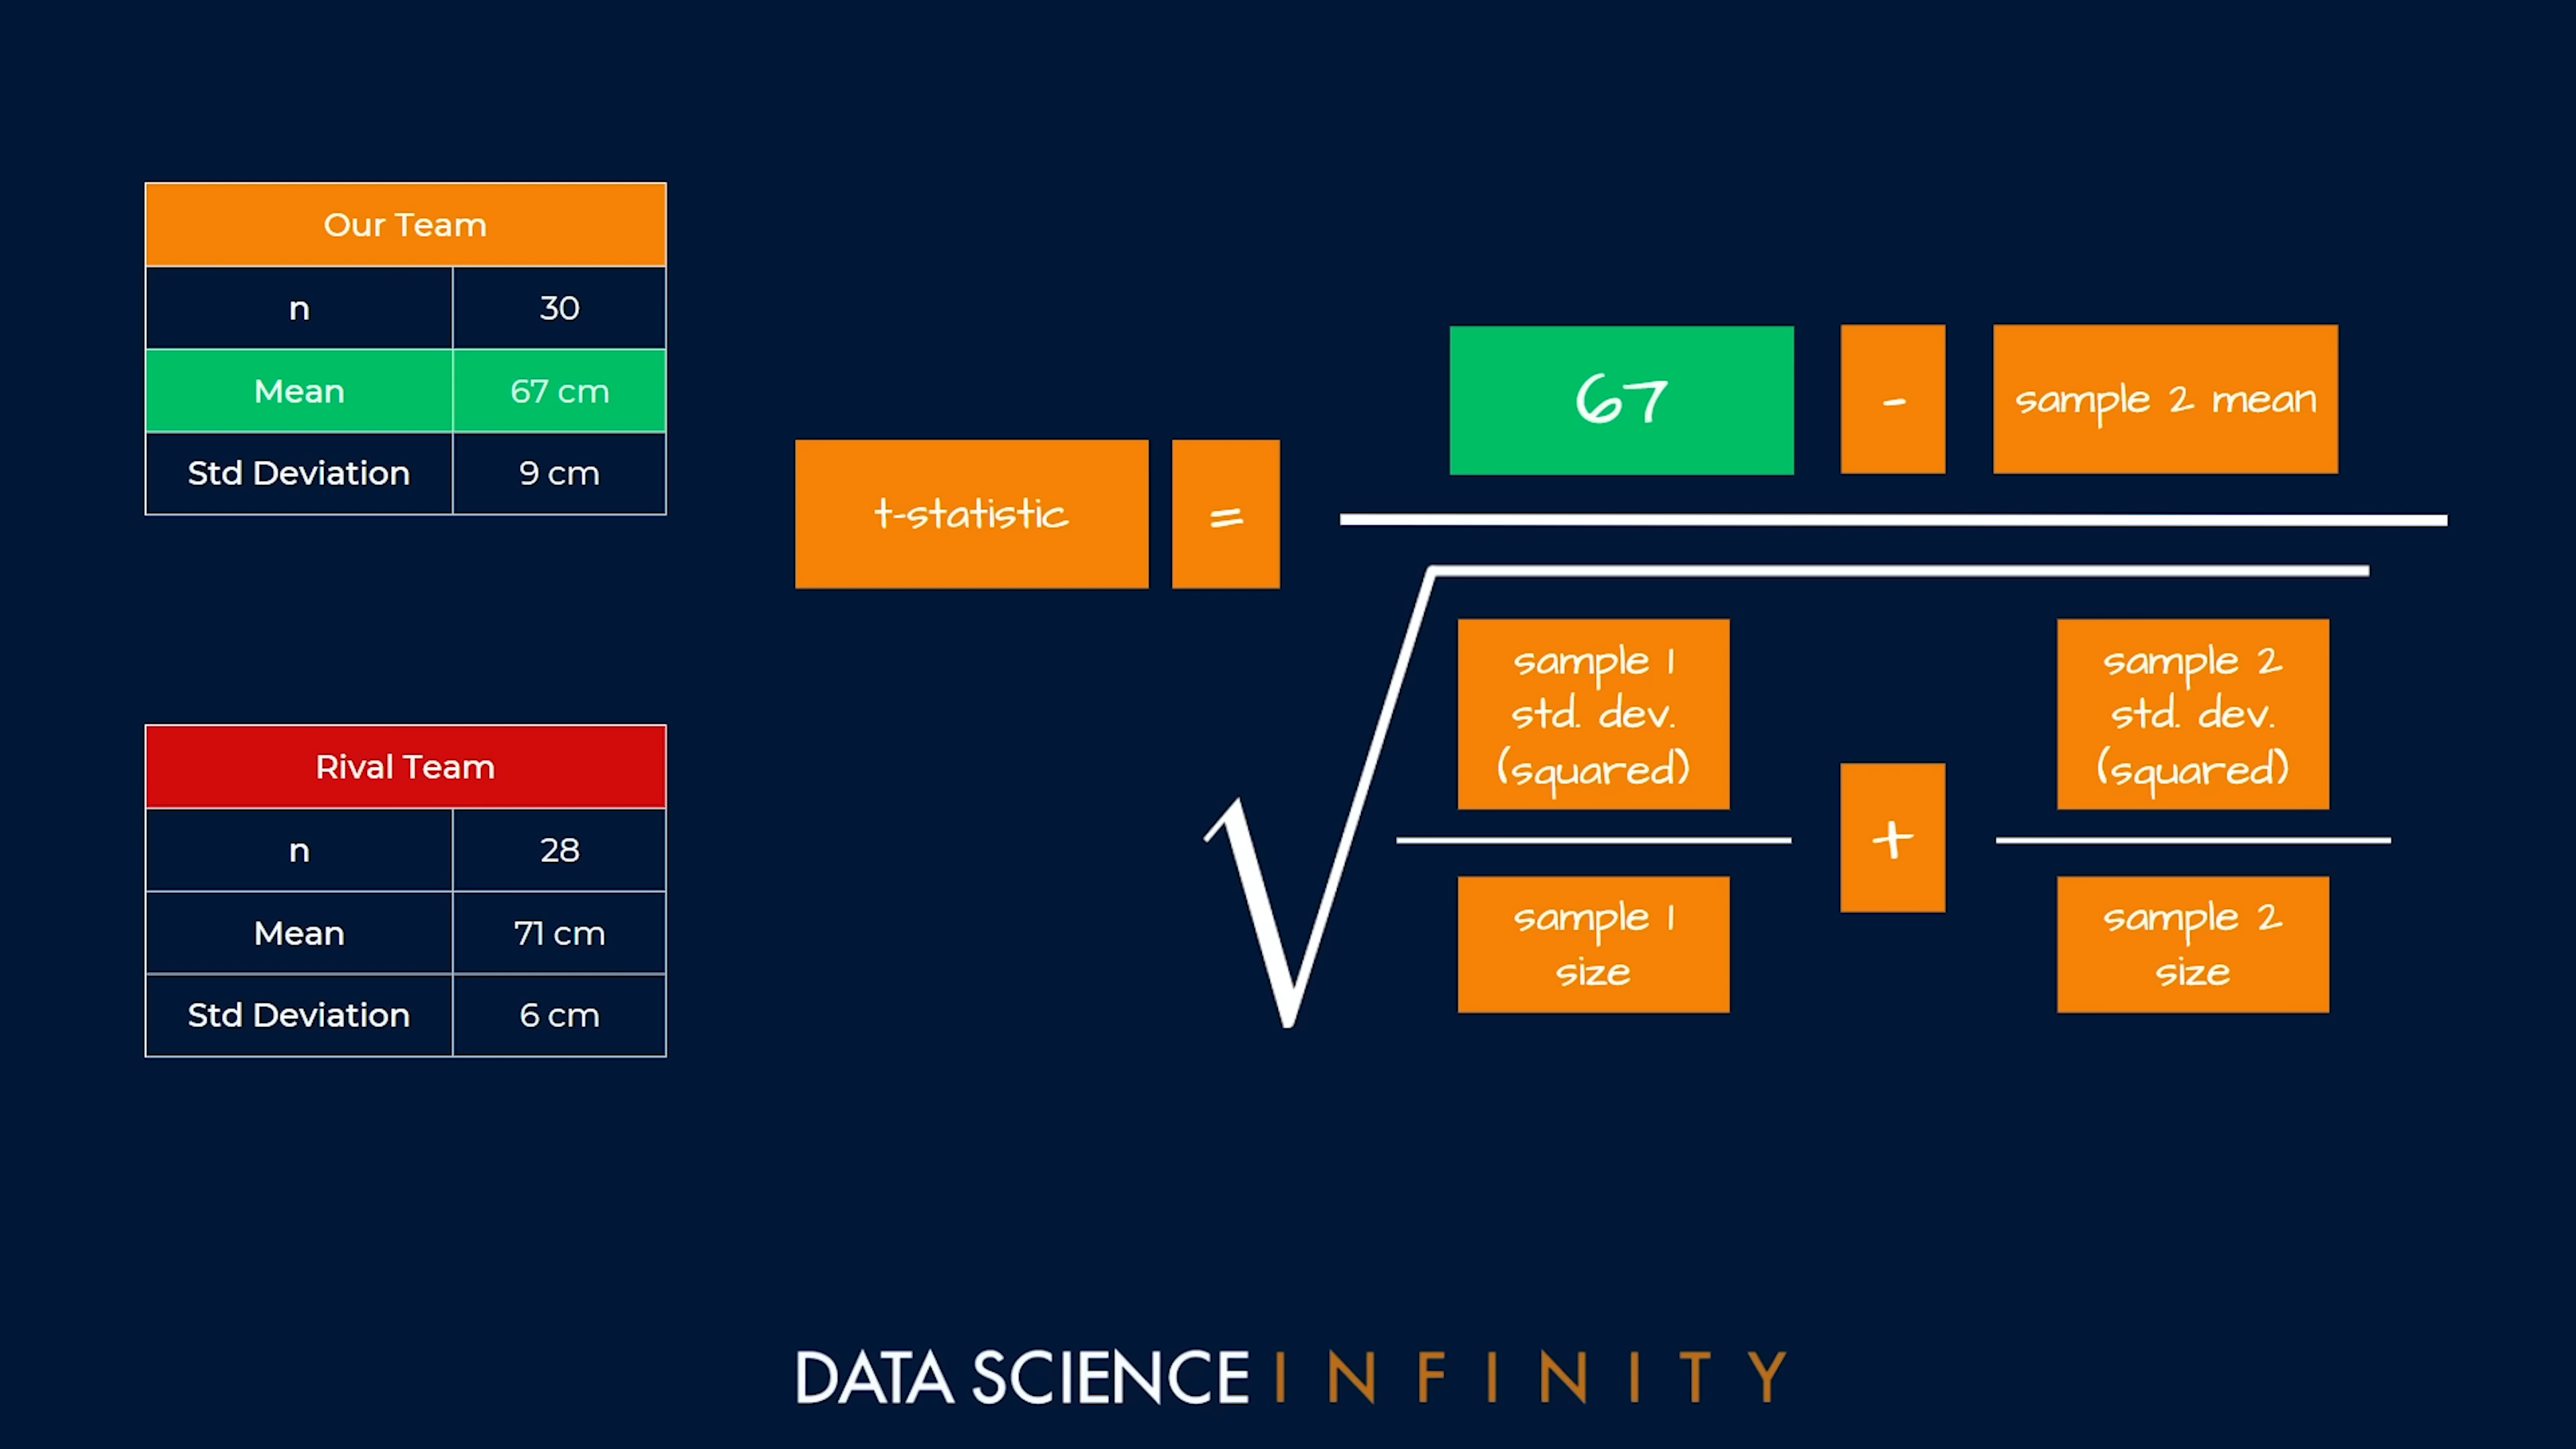 Our Team
n 30
Mean 67 cm
Std Deviation 9 cm
Rival Team
n 28
Mean 71 cm
Std Deviation 6 cm
t-statistic =
67 - sample 2 mean
sample 1
std. dev.
(squared)
sample 1
size
+
sample 2
std. dev.
(squared)
sample 2
size
DATA SCIENCE INFINITY